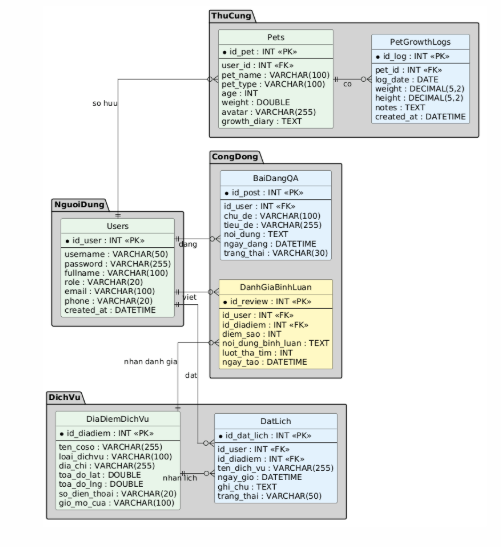 ThuCung
Pets
id_pet : INT «PK»
user_id : INT «FK»
pet_name : VARCHAR(100)
pet_type : VARCHAR(100)
age : INT
weight : DOUBLE
avatar : VARCHAR(255)
growth_diary : TEXT
co
PetGrowthLogs
id_log : INT «PK»
pet_id : INT «FK»
log_date : DATE
weight : DECIMAL(5,2)
height : DECIMAL(5,2)
notes : TEXT
created_at : DATETIME
so huu
CongDong
BaiDangQA
id_post : INT «PK»
id_user : INT «FK»
chu_de : VARCHAR(100)
tieu_de : VARCHAR(255)
noi_dung : TEXT
ngay_dang : DATETIME
trang_thai : VARCHAR(30)
NguoiDung
Users
id_user : INT «PK»
username : VARCHAR(50)
password : VARCHAR(255)
fullname : VARCHAR(100)
role : VARCHAR(20)
email : VARCHAR(100)
phone : VARCHAR(20)
created_at : DATETIME
dang
viet
DanhGiaBinhLuan
id_review : INT «PK»
id_user : INT «FK»
id_diadiem : INT «FK»
diem_sao : INT
noi_dung_binh_luan : TEXT
luot_tha_tim : INT
ngay_tao : DATETIME
nhan danh gia
dat
DichVu
DiaDiemDichVu
id_diadiem : INT «PK»
ten_coso : VARCHAR(255)
loai_dichvu : VARCHAR(100)
dia_chi : VARCHAR(255)
toa_do_lat : DOUBLE
toa_do_lng : DOUBLE
so_dien_thoai : VARCHAR(20)
gio_mo_cua : VARCHAR(100)
nhan lich
DatLich
id_dat_lich : INT «PK»
id_user : INT «FK»
id_diadiem : INT «FK»
ten_dich_vu : VARCHAR(255)
ngay_gio : DATETIME
ghi_chu : TEXT
trang_thai : VARCHAR(50)